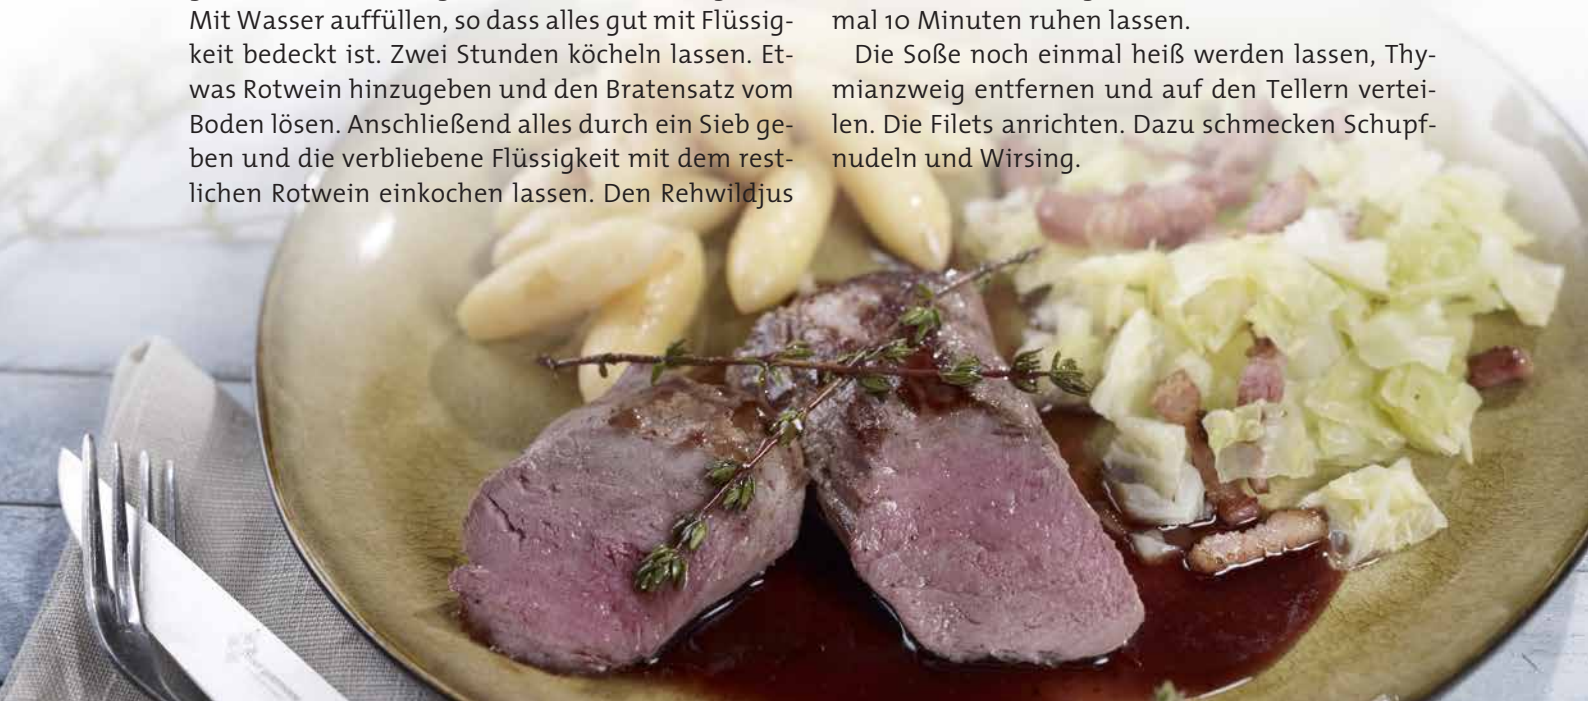 Mit Wasser auffüllen, so dass alles gut mit Flüssig-
keit bedeckt ist. Zwei Stunden köcheln lassen. Et-
was Rotwein hinzugeben und den Bratensatz vom
Boden lösen. Anschließend alles durch ein Sieb ge-
ben und die verbliebene Flüssigkeit mit dem rest-
lichen Rotwein einkochen lassen. Den Rehwildjus
mal 10 Minuten ruhen lassen.
Die Soße noch einmal heiß werden lassen, Thy-
mianzweig entfernen und auf den Tellern vertei-
len. Die Filets anrichten. Dazu schmecken Schupf-
nudeln und Wirsing.